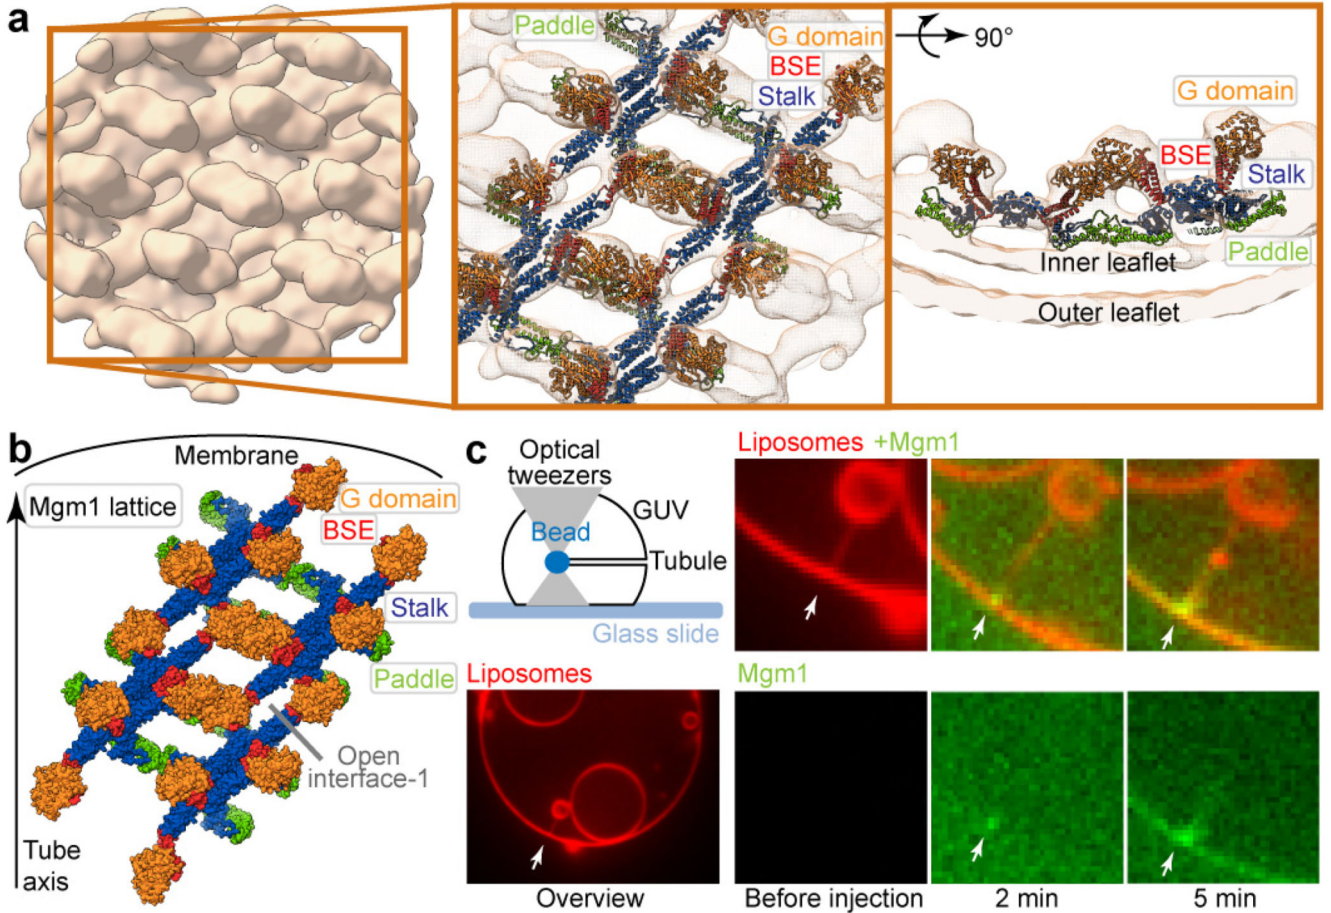 a
Paddle
G domain
BSE
Stalk
90°
G domain
BSE
Stalk
Paddle
Inner leaflet
Outer leaflet
b
Membrane
Mgm1 lattice
G domain
BSE
Stalk
Paddle
Open
interface-1
Tube
axis
c
Optical
tweezers
GUV
Bead
Tubule
Glass slide
Liposomes +Mgm1
Liposomes
Mgm1
Overview
Before injection
2 min
5 min